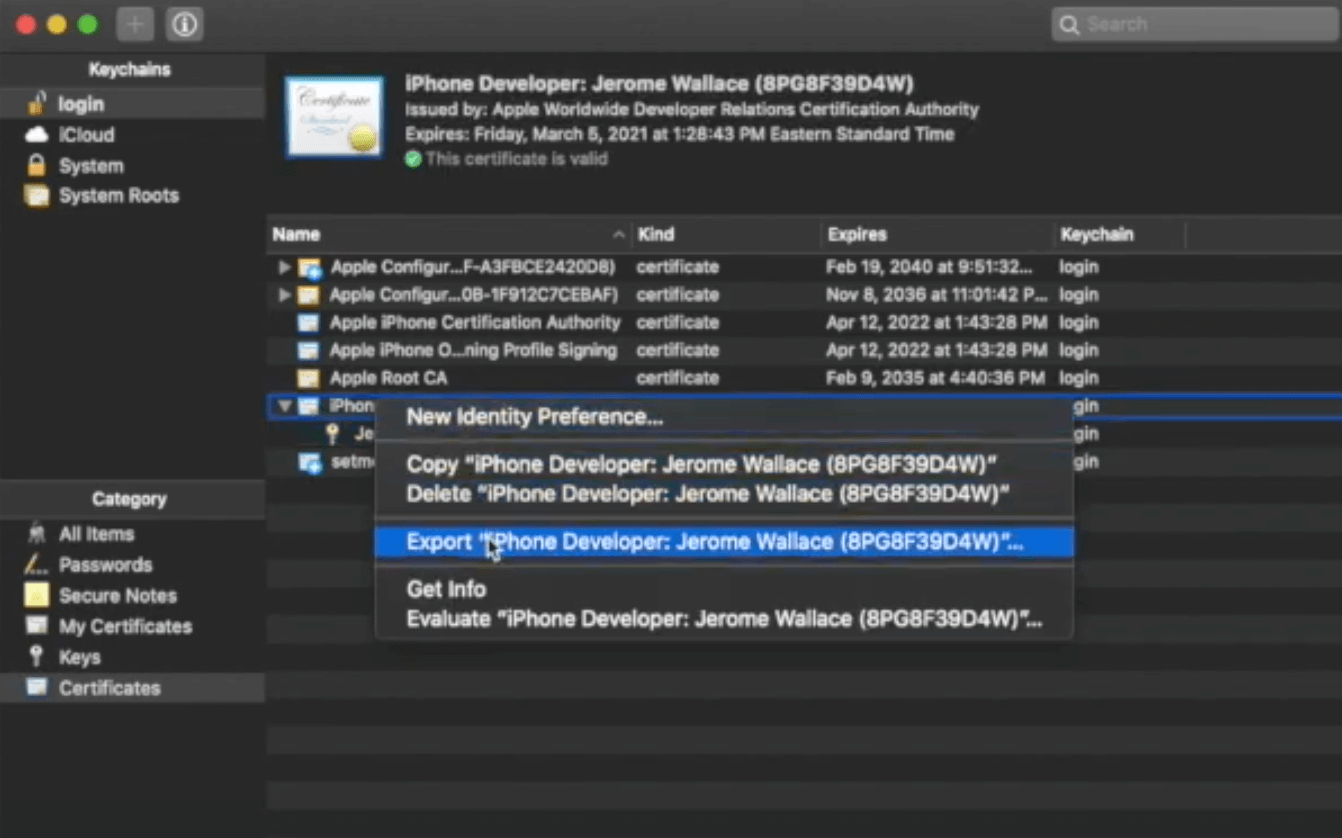 Search
Keychains
login
iCloud
System
System Roots
Certificate
Standard
iPhone Developer: Jerome Wallace (8PG8F39D4W)
Issued by: Apple Worldwide Developer Relations Certification Authority
Expires: Friday, March 5, 2021 at 1:28:43 PM Eastern Standard Time
This certificate is valid
Name Kind Expires Keychain
Apple Configur...F-A3FBCE2420D8) certificate Feb 19, 2040 at 9:51:32... login
Apple Configur...0B-1F912C7CEBAF) certificate Nov 8, 2036 at 11:01:42 P... login
Apple iPhone Certification Authority certificate Apr 12, 2022 at 1:43:28 PM login
Apple iPhone O...ning Profile Signing certificate Apr 12, 2022 at 1:43:28 PM login
Apple Root CA certificate Feb 9, 2035 at 4:40:36 PM login
New Identity Preference...
Copy “iPhone Developer: Jerome Wallace (8PG8F39D4W)”
Delete “iPhone Developer: Jerome Wallace (8PG8F39D4W)”
Export “iPhone Developer: Jerome Wallace (8PG8F39D4W)”...
Get Info
Evaluate “iPhone Developer: Jerome Wallace (8PG8F39D4W)”...
Category
All Items
Passwords
Secure Notes
My Certificates
Keys
Certificates